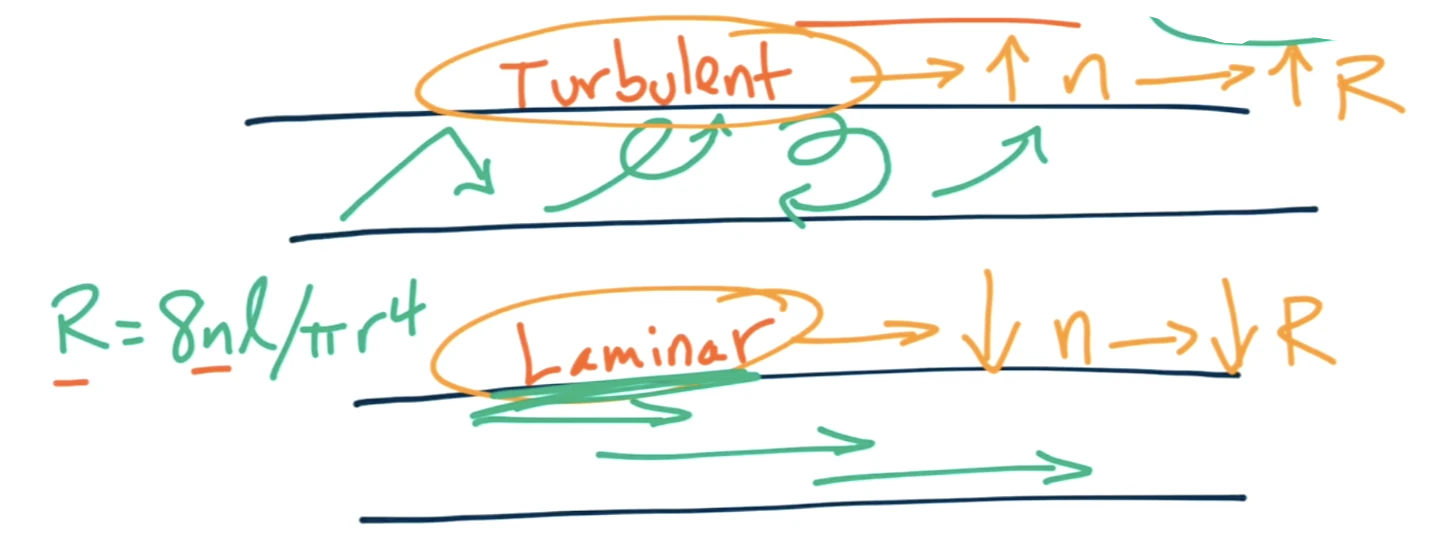 Turbulent → ↑ n → ↑ R
R = 8nl/πr⁴
Laminar → ↓ n → ↓ R